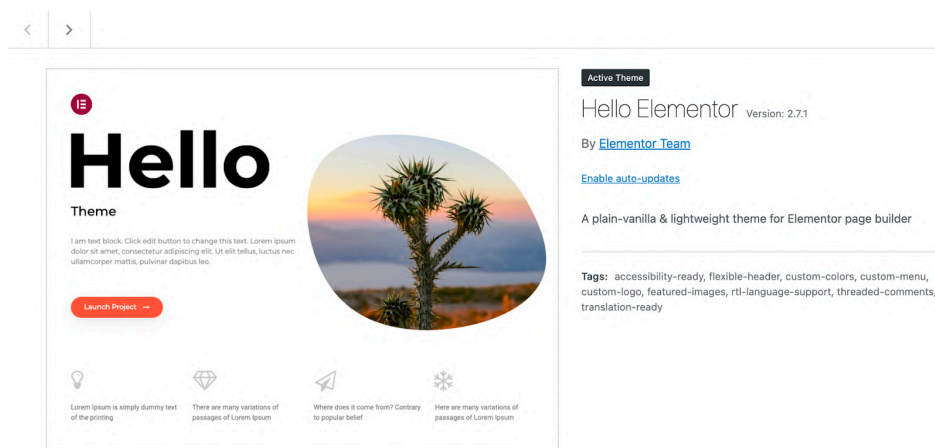 Hello
Theme
I am text block. Click edit button to change this text. Lorem ipsum
dolor sit amet, consectetur adipiscing elit. Ut elit tellus, luctus nec
ullamcorper mattis, pulvinar dapibus leo.
Launch Project →
Lorem Ipsum is simply dummy text
of the printing
There are many variations of
passages of Lorem Ipsum
Where does it come from? Contrary
to popular belief
Here are many variations of
passages of Lorem Ipsum
Active Theme
Hello Elementor Version: 2.7.1
By Elementor Team
Enable auto-updates
A plain-vanilla & lightweight theme for Elementor page builder
Tags: accessibility-ready, flexible-header, custom-colors, custom-menu,
custom-logo, featured-images, rtl-language-support, threaded-comments,
translation-ready